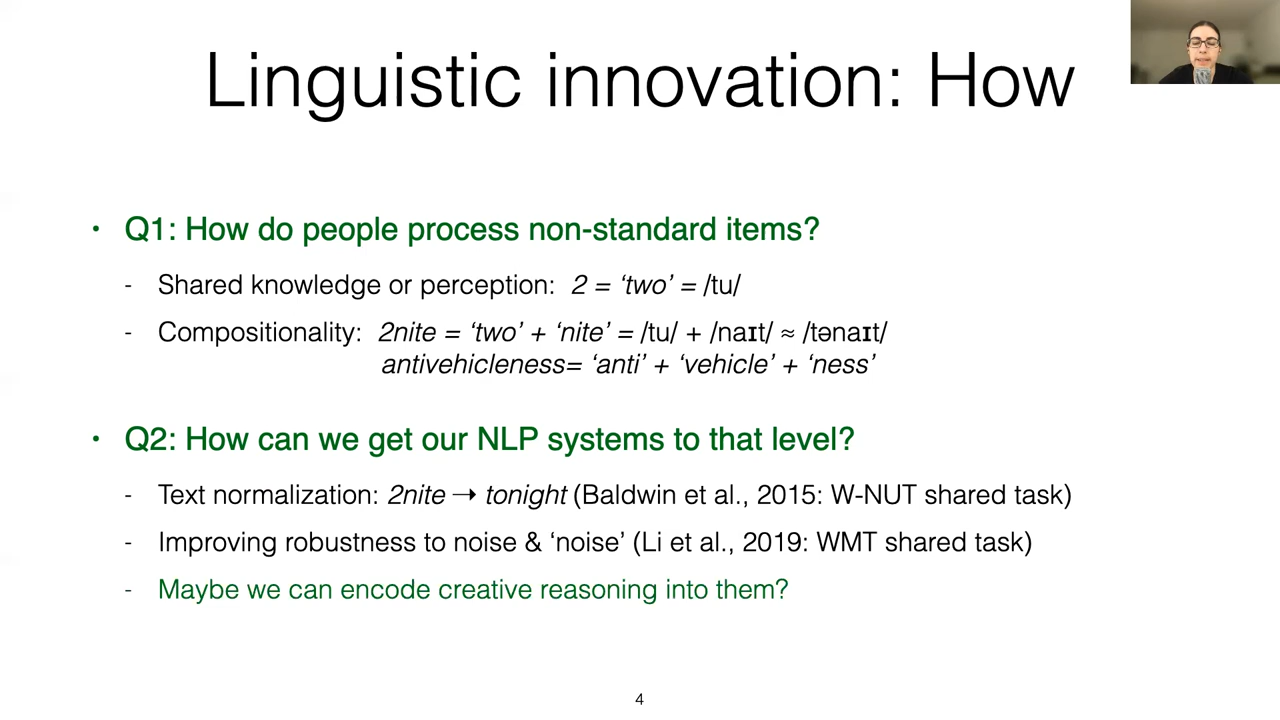 Linguistic innovation: How
• Q1: How do people process non-standard items?
- Shared knowledge or perception: 2 = ‘two’ = /tu/
- Compositionality: 2nite = ‘two’ + ‘nite’ = /tu/ + /naɪt/ ≈ /tənaɪt/
antivehicleness= ‘anti’ + ‘vehicle’ + ‘ness’
• Q2: How can we get our NLP systems to that level?
- Text normalization: 2nite → tonight (Baldwin et al., 2015: W-NUT shared task)
- Improving robustness to noise & ‘noise’ (Li et al., 2019: WMT shared task)
- Maybe we can encode creative reasoning into them?
4